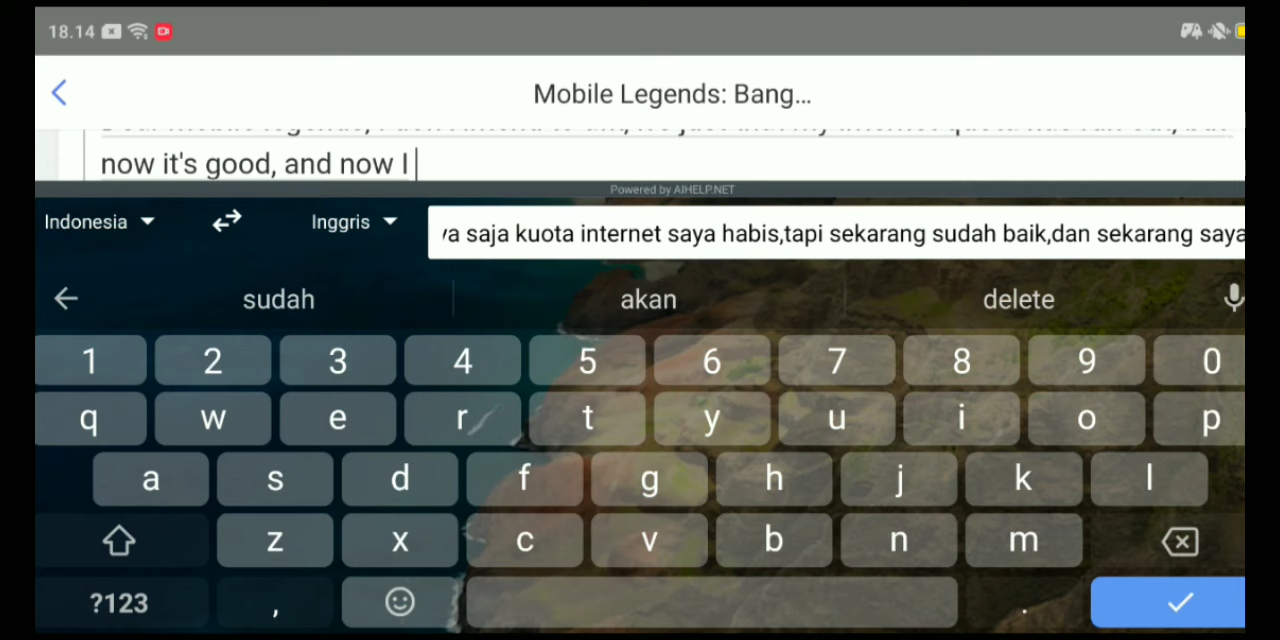 18.14
Mobile Legends: Bang...
now it's good, and now I
Powered by AIHELP.NET
Indonesia
Inggris
saja kuota internet saya habis,tapi sekarang sudah baik,dan sekarang saya
sudah
akan
delete
1 2 3 4 5 6 7 8 9 0
q w e r t y u i o p
a s d f g h j k l
z x c v b n m
?123 , .